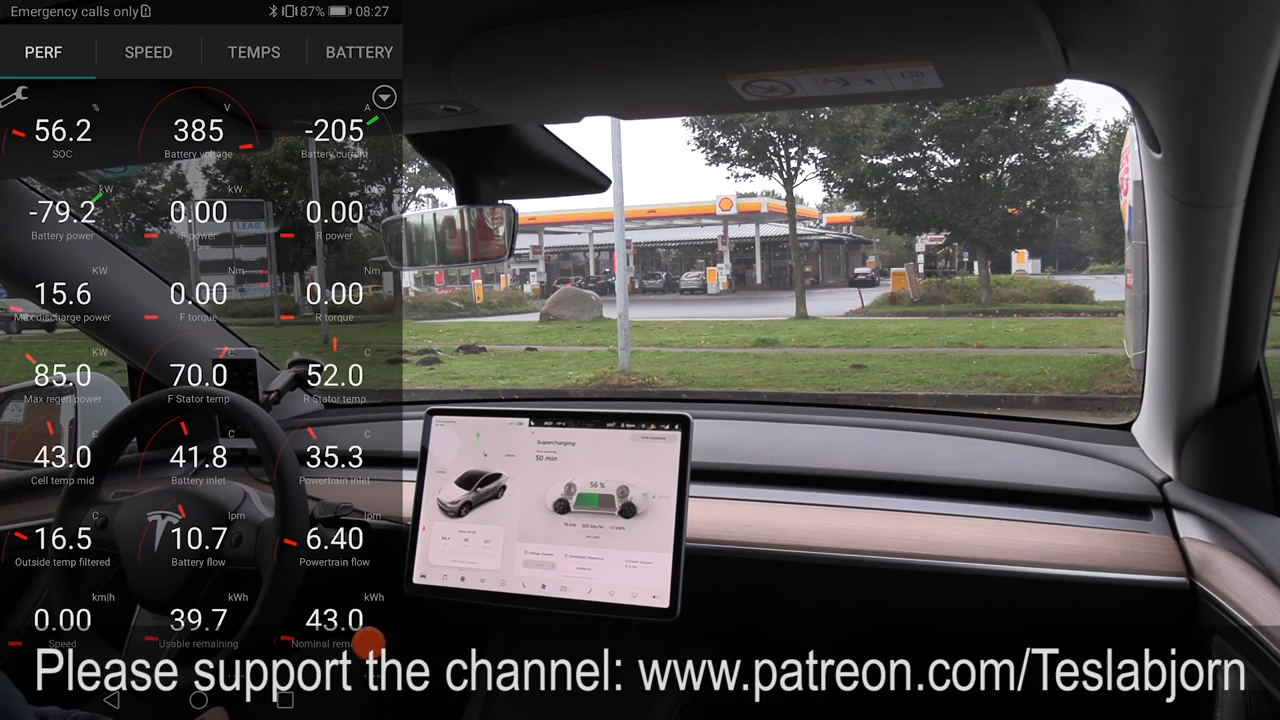 Emergency calls only 87% 08:27
PERF SPEED TEMPS BATTERY
% V A
56.2 385 -205
SOC Battery voltage Battery current
kW kW
-79.2 0.00 0.00
Battery power F power R power
KW Nm Nm
15.6 0.00 0.00
Max discharge power F torque R torque
KW C C
85.0 70.0 52.0
Max regen power F Stator temp R Stator temp
C C C
43.0 41.8 35.3
Cell temp mid Battery inlet Powertrain inlet
C lpm lpm
16.5 10.7 6.40
Outside temp filtered Battery flow Powertrain flow
km|h kWh kWh
0.00 39.7 43.0
Speed Usable remaining Nominal rema
Supercharging
50 min
56 %
Please support the channel: www.patreon.com/Teslabjorn